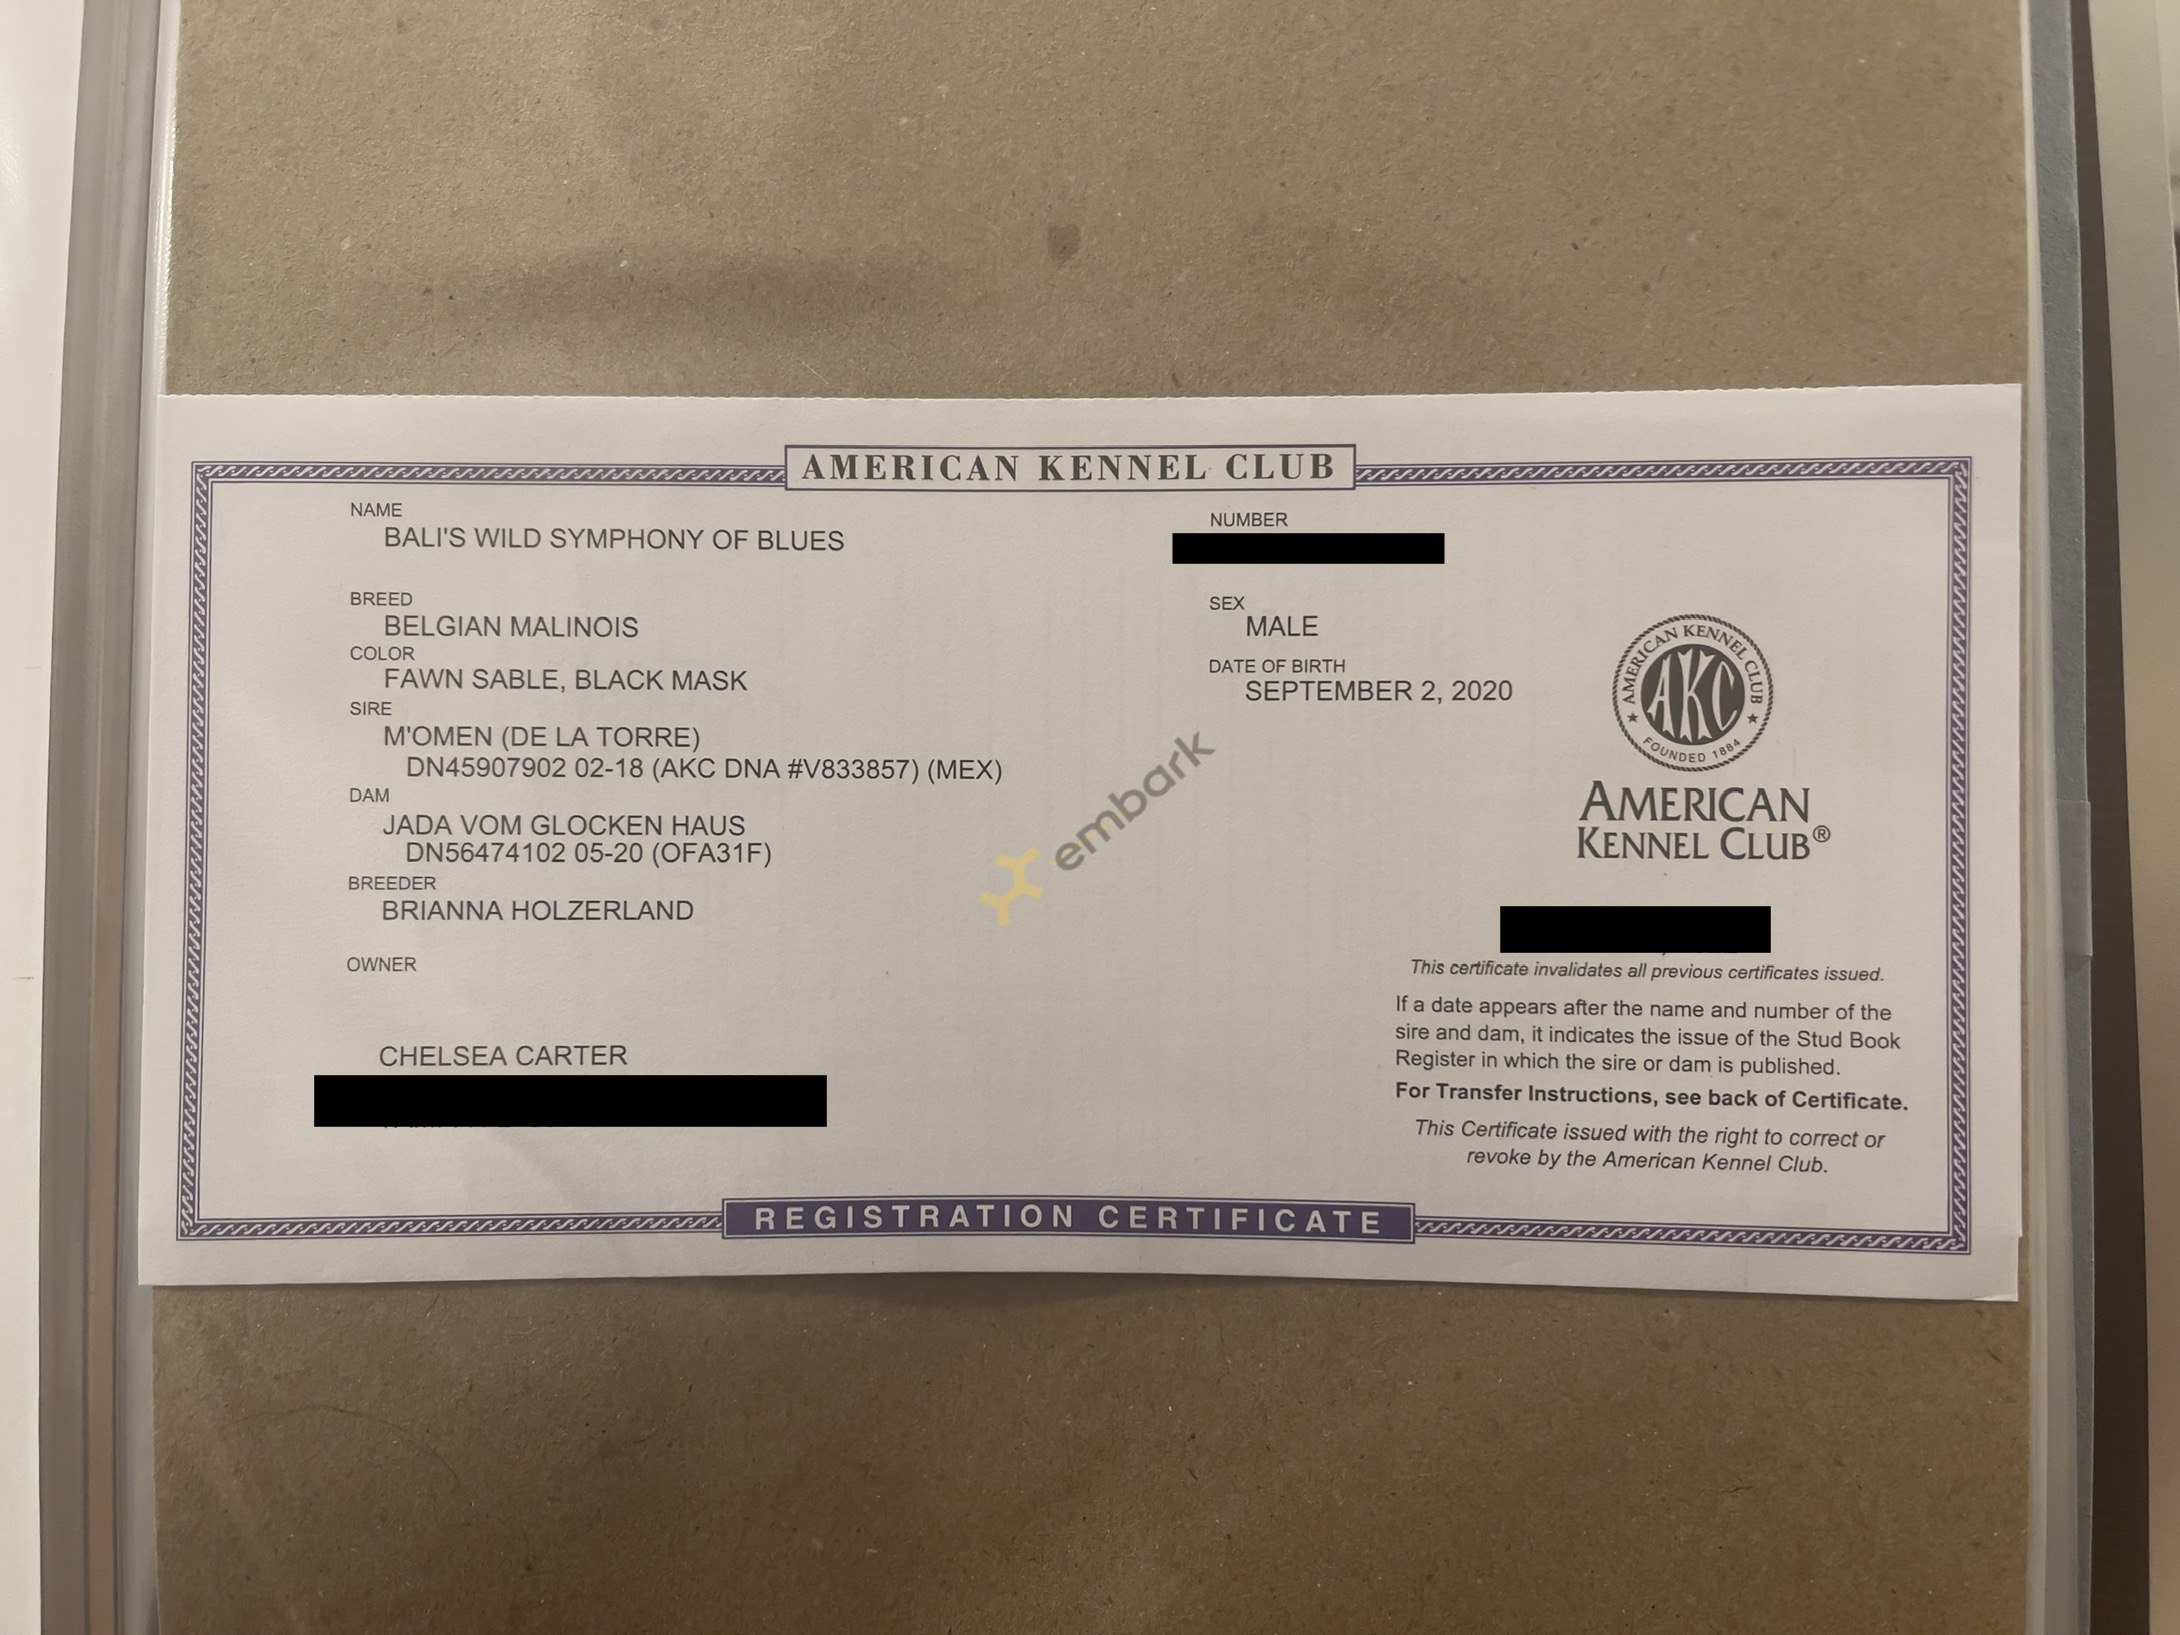 AMERICAN KENNEL CLUB
NAME
BALI'S WILD SYMPHONY OF BLUES
NUMBER
BREED
BELGIAN MALINOIS
SEX
MALE
COLOR
FAWN SABLE, BLACK MASK
DATE OF BIRTH
SEPTEMBER 2, 2020
SIRE
M'OMEN (DE LA TORRE)
DN45907902 02-18 (AKC DNA #V833857) (MEX)
DAM
JADA VOM GLOCKEN HAUS
DN56474102 05-20 (OFA31F)
BREEDER
BRIANNA HOLZERLAND
OWNER
CHELSEA CARTER
embark
AMERICAN KENNEL CLUB
AKC
FOUNDED 1884
AMERICAN
KENNEL CLUB®
This certificate invalidates all previous certificates issued.
If a date appears after the name and number of the
sire and dam, it indicates the issue of the Stud Book
Register in which the sire or dam is published.
For Transfer Instructions, see back of Certificate.
This Certificate issued with the right to correct or
revoke by the American Kennel Club.
REGISTRATION CERTIFICATE